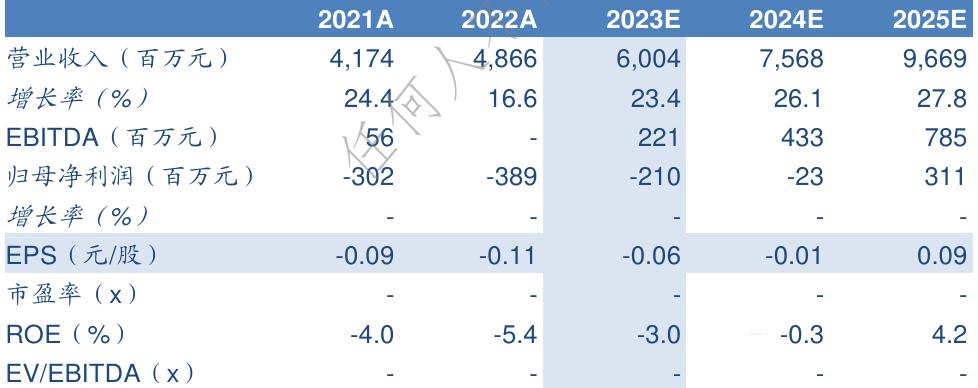 2021A 2022A 2023E 2024E 2025E
营业收入（百万元） 4,174 4,866 6,004 7,568 9,669
增长率（%） 24.4 16.6 23.4 26.1 27.8
EBITDA（百万元） 56 - 221 433 785
归母净利润（百万元） -302 -389 -210 -23 311
增长率（%） - - - - -
EPS（元/股） -0.09 -0.11 -0.06 -0.01 0.09
市盈率（x） - - - - -
ROE（%） -4.0 -5.4 -3.0 -0.3 4.2
EV/EBITDA（x） - - - - -
任何人